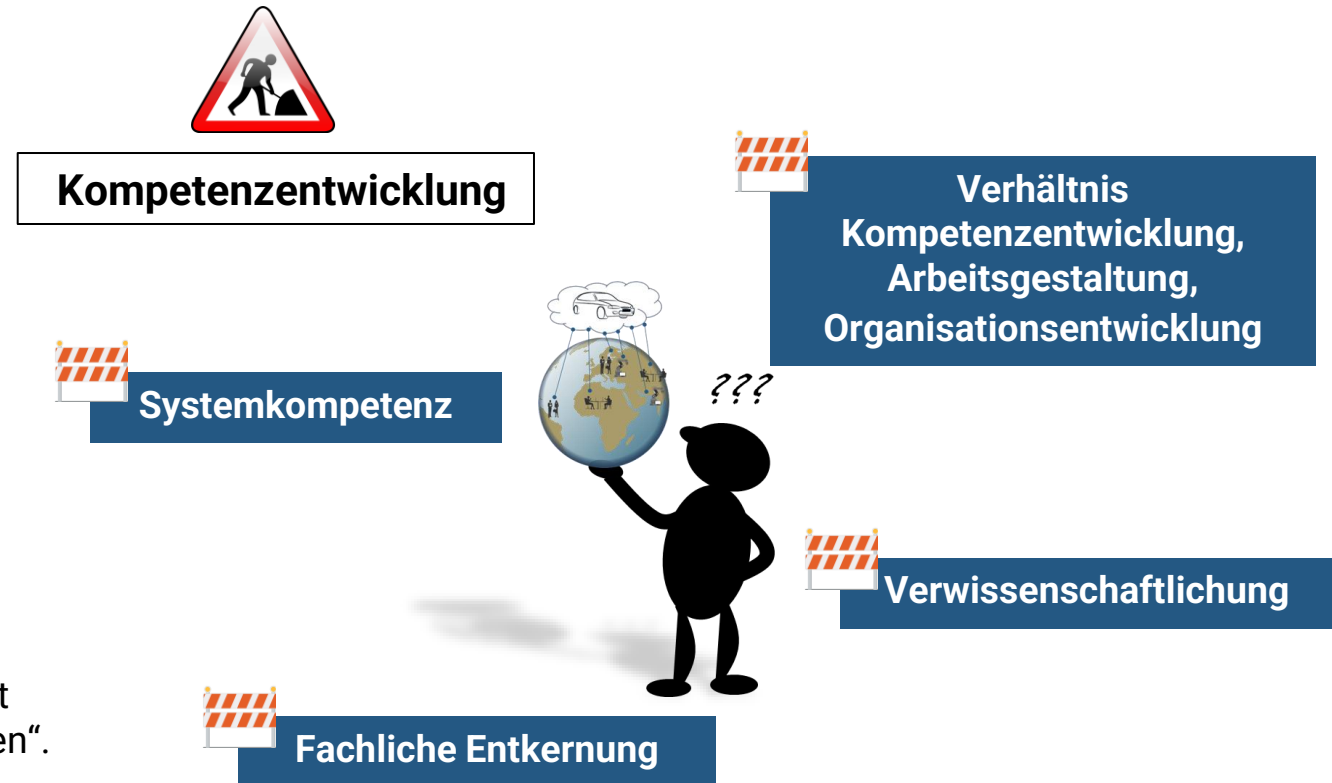 Kompetenzentwicklung
Verhältnis
Kompetenzentwicklung,
Arbeitsgestaltung,
Organisationsentwicklung
Systemkompetenz
???
Verwissenschaftlichung
Fachliche Entkernung